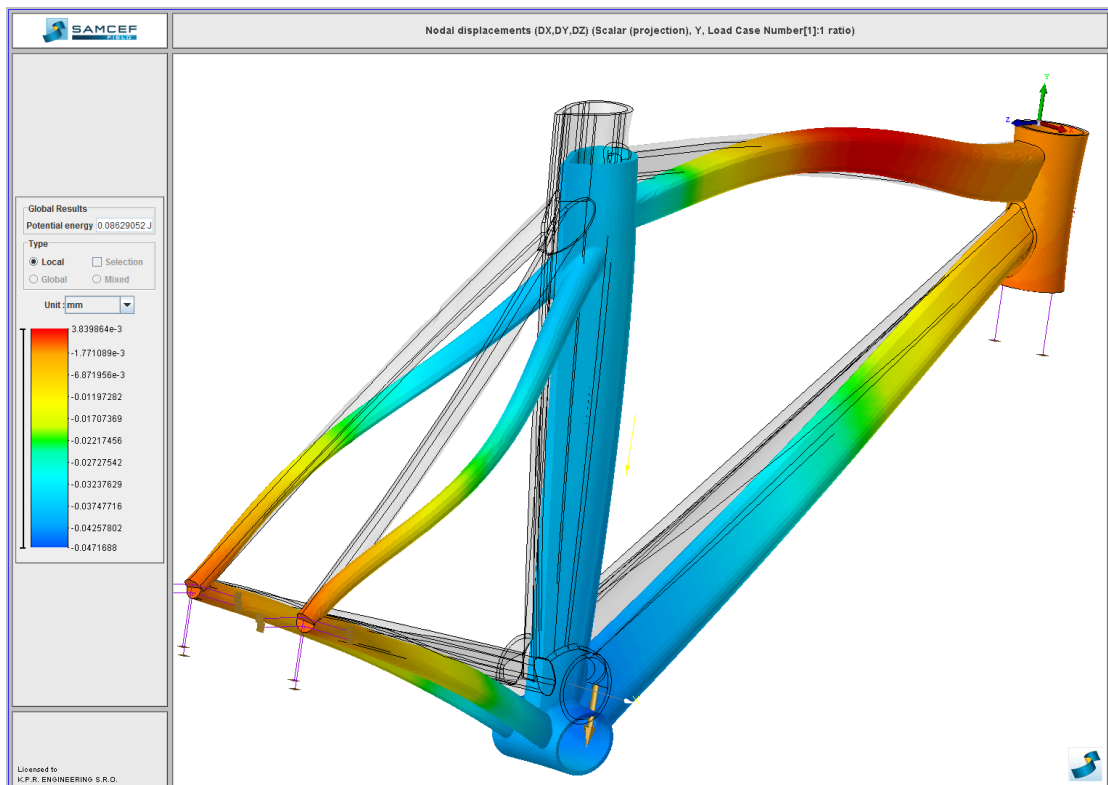 SAMCEF
FIELD
Nodal displacements (DX,DY,DZ) (Scalar (projection), Y, Load Case Number[1]:1 ratio)
Y
Z
X
Global Results
Potential energy 0.08629052 J
Type
Local Selection
Global Mixed
Unit : mm
3.839864e-3
-1.771089e-3
-6.871956e-3
-0.01197282
-0.01707369
-0.02217456
-0.02727542
-0.03237629
-0.03747716
-0.04257802
-0.0471688
Licensed to
K.P.R. ENGINEERING S.R.O.